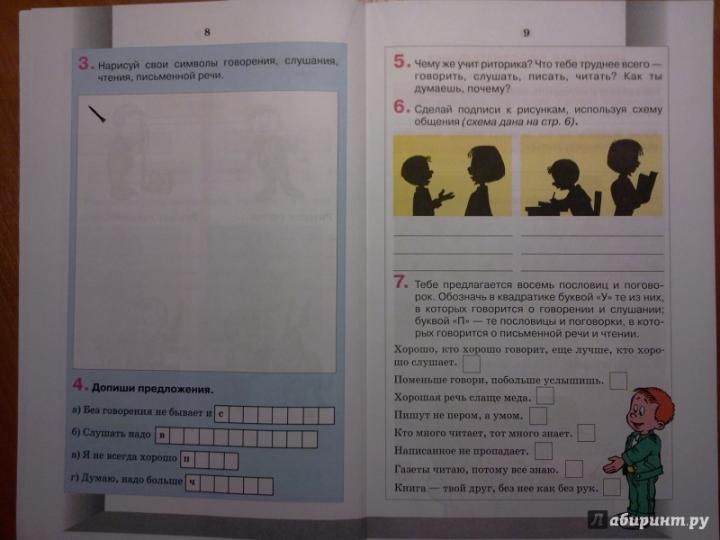 8
3. Нарисуй свои символы говорения, слушания,
чтения, письменной речи.
4. Допиши предложения.
а) Без говорения не бывает и с
б) Слушать надо в
в) Я не всегда хорошо п
г) Думаю, надо больше ч
9
5. Чему же учит риторика? Что тебе труднее всего —
говорить, слушать, писать, читать? Как ты
думаешь, почему?
6. Сделай подписи к рисункам, используя схему
общения (схема дана на стр. 6).
7. Тебе предлагается восемь пословиц и погово-
рок. Обозначь в квадратике буквой «У» те из них,
в которых говорится о говорении и слушании;
буквой «П» — те пословицы и поговорки, в кото-
рых говорится о письменной речи и чтении.
Хорошо, кто хорошо говорит, еще лучше, кто хоро-
шо слушает.
Поменьше говори, побольше услышишь.
Хорошая речь слаще меда.
Пишут не пером, а умом.
Кто много читает, тот много знает.
Написанное не пропадает.
Газеты читаю, потому все знаю.
Книга — твой друг, без нее как без рук.
Лабиринт.ру